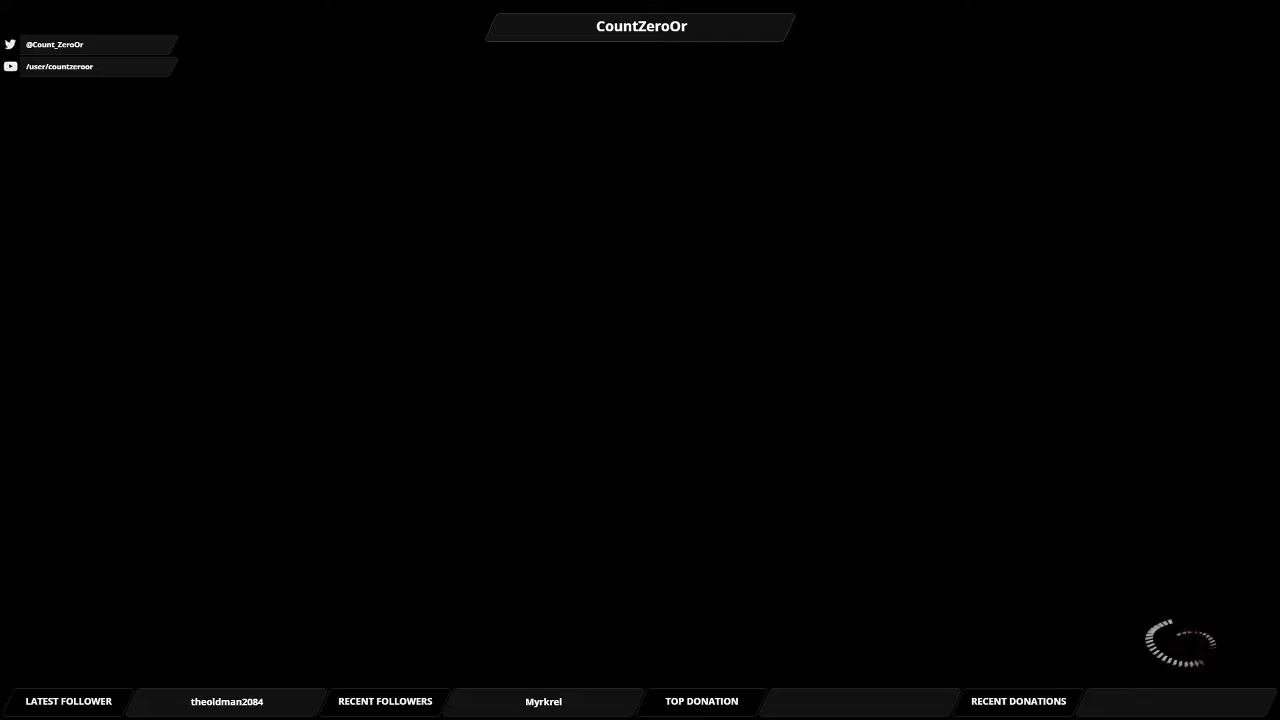 CountZeroOr
@Count_ZeroOr
/user/countzeroor
LATEST FOLLOWER theoldman2084 RECENT FOLLOWERS Myrkrel TOP DONATION RECENT DONATIONS